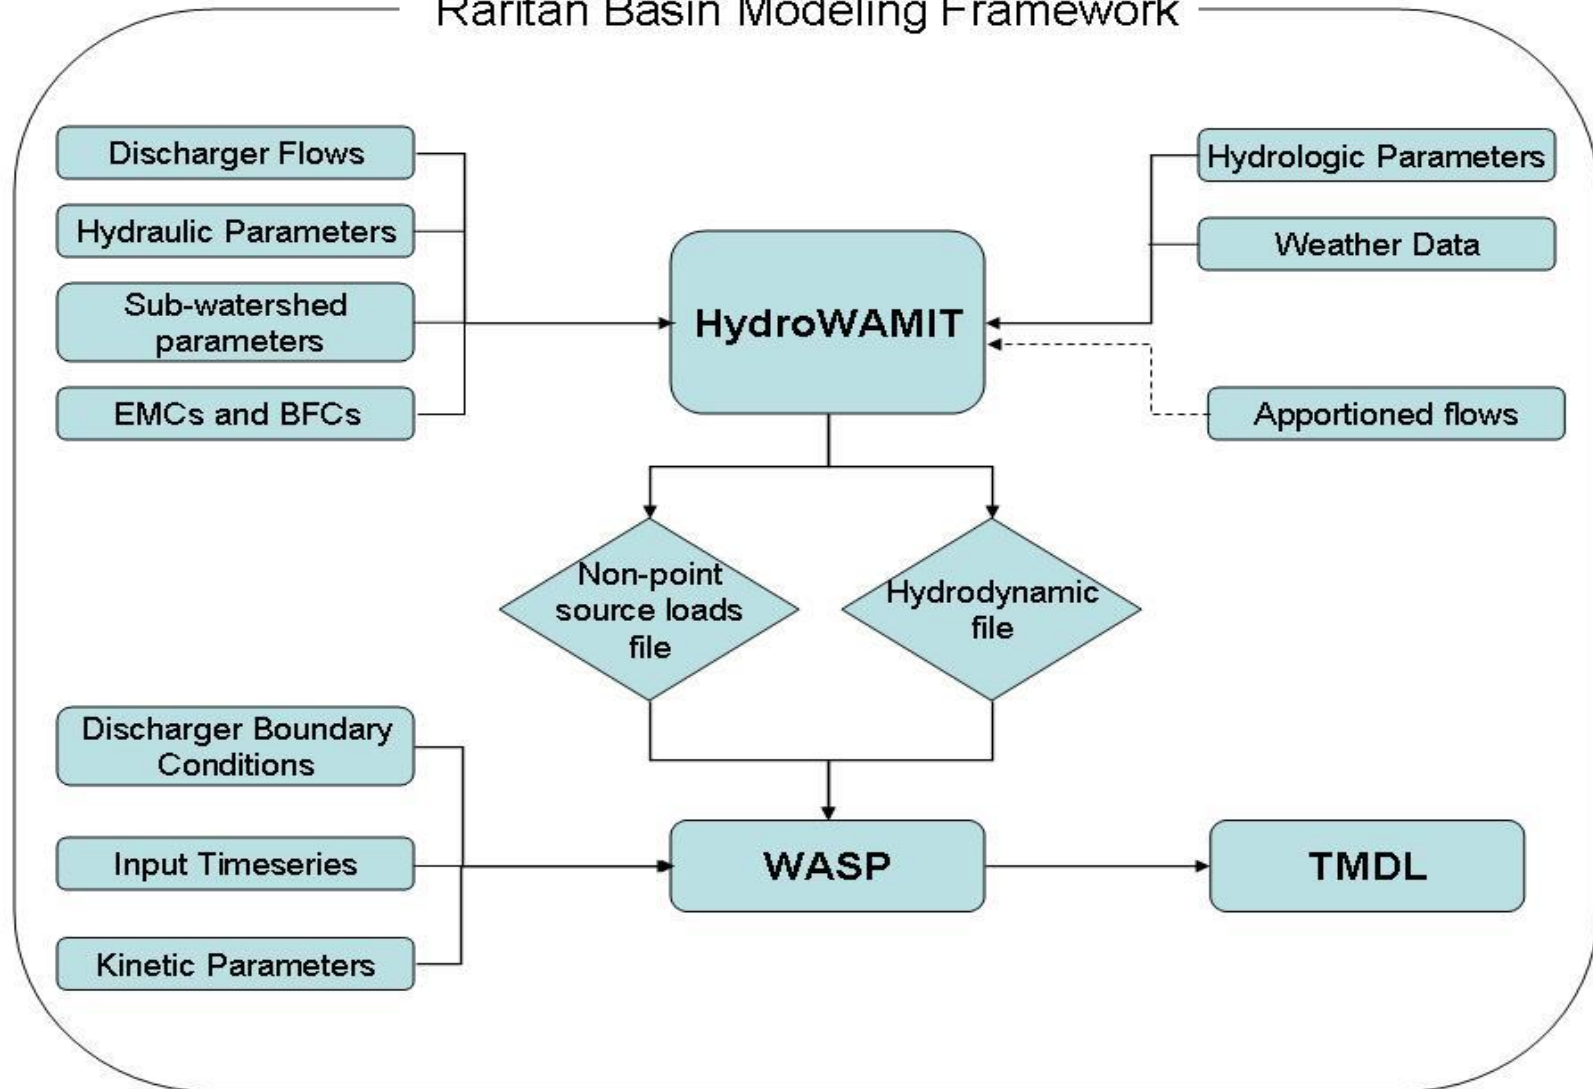 Raritan Basin Modeling Framework
Discharger Flows
Hydraulic Parameters
Sub-watershed
parameters
EMCs and BFCs
HydroWAMIT
Hydrologic Parameters
Weather Data
Apportioned flows
Non-point
source loads
file
Hydrodynamic
file
Discharger Boundary
Conditions
Input Timeseries
Kinetic Parameters
WASP
TMDL